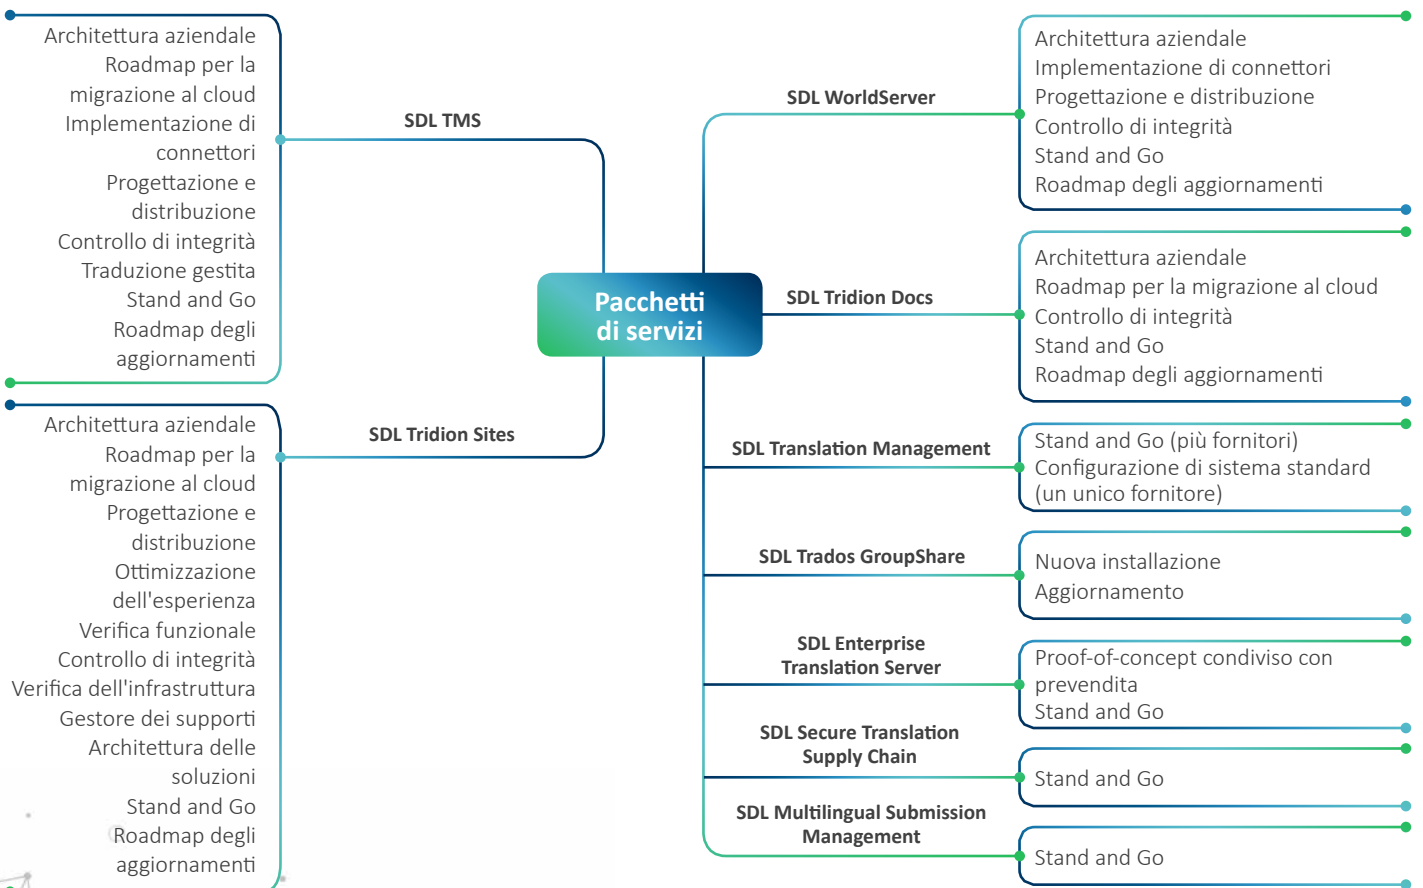 Pacchetti
di servizi
SDL TMS
Architettura aziendale
Roadmap per la
migrazione al cloud
Implementazione di
connettori
Progettazione e
distribuzione
Controllo di integrità
Traduzione gestita
Stand and Go
Roadmap degli
aggiornamenti
SDL Tridion Sites
Architettura aziendale
Roadmap per la
migrazione al cloud
Progettazione e
distribuzione
Ottimizzazione
dell'esperienza
Verifica funzionale
Controllo di integrità
Verifica dell'infrastruttura
Gestore dei supporti
Architettura delle
soluzioni
Stand and Go
Roadmap degli
aggiornamenti
SDL WorldServer
Architettura aziendale
Implementazione di connettori
Progettazione e distribuzione
Controllo di integrità
Stand and Go
Roadmap degli aggiornamenti
SDL Tridion Docs
Architettura aziendale
Roadmap per la migrazione al cloud
Controllo di integrità
Stand and Go
Roadmap degli aggiornamenti
SDL Translation Management
Stand and Go (più fornitori)
Configurazione di sistema standard
(un unico fornitore)
SDL Trados GroupShare
Nuova installazione
Aggiornamento
SDL Enterprise
Translation Server
Proof-of-concept condiviso con
prevendita
Stand and Go
SDL Secure Translation
Supply Chain
Stand and Go
SDL Multilingual Submission
Management
Stand and Go